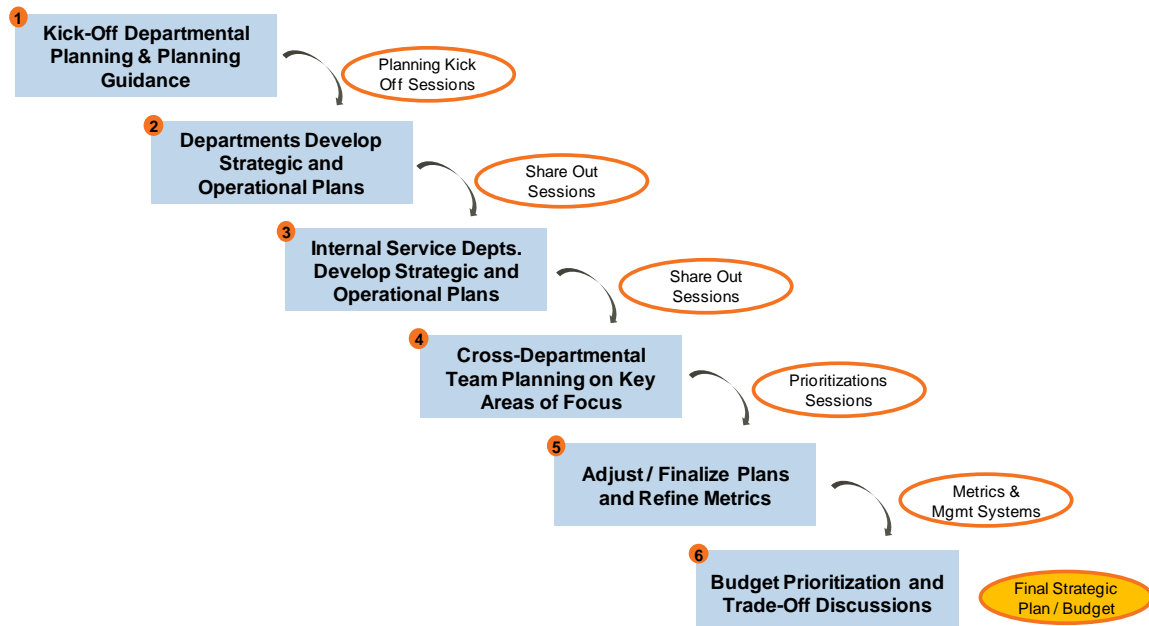 1
Kick-Off Departmental
Planning & Planning
Guidance
Planning Kick
Off Sessions
2
Departments Develop
Strategic and
Operational Plans
Share Out
Sessions
3
Internal Service Depts.
Develop Strategic and
Operational Plans
Share Out
Sessions
4
Cross-Departmental
Team Planning on Key
Areas of Focus
Prioritizations
Sessions
5
Adjust / Finalize Plans
and Refine Metrics
Metrics &
Mgmt Systems
6
Budget Prioritization and
Trade-Off Discussions
Final Strategic
Plan / Budget